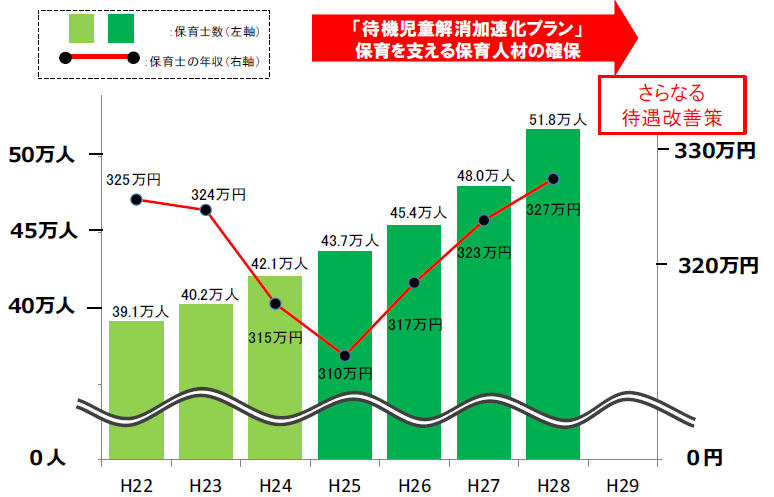 :保育士数(左軸)
:保育士の年収(右軸)
「待機児童解消加速化プラン」
保育を支える保育人材の確保
さらなる
待遇改善策
50万人
45万人
40万人
0人
330万円
320万円
0円
325万円
324万円
315万円
310万円
317万円
323万円
327万円
39.1万人
40.2万人
42.1万人
43.7万人
45.4万人
48.0万人
51.8万人
H22
H23
H24
H25
H26
H27
H28
H29